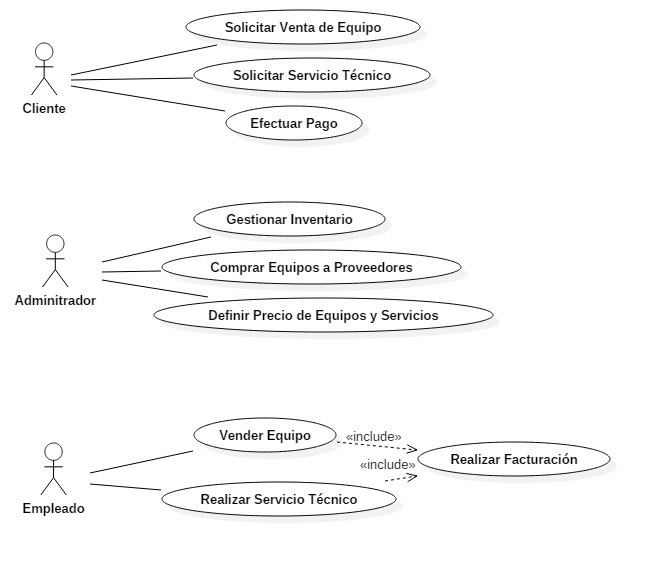 Solicitar Venta de Equipo
Solicitar Servicio Técnico
Cliente
Efectuar Pago
Gestionar Inventario
Comprar Equipos a Proveedores
Adminitrador
Definir Precio de Equipos y Servicios
Vender Equipo
«include»
Realizar Facturación
«include»
Realizar Servicio Técnico
Empleado